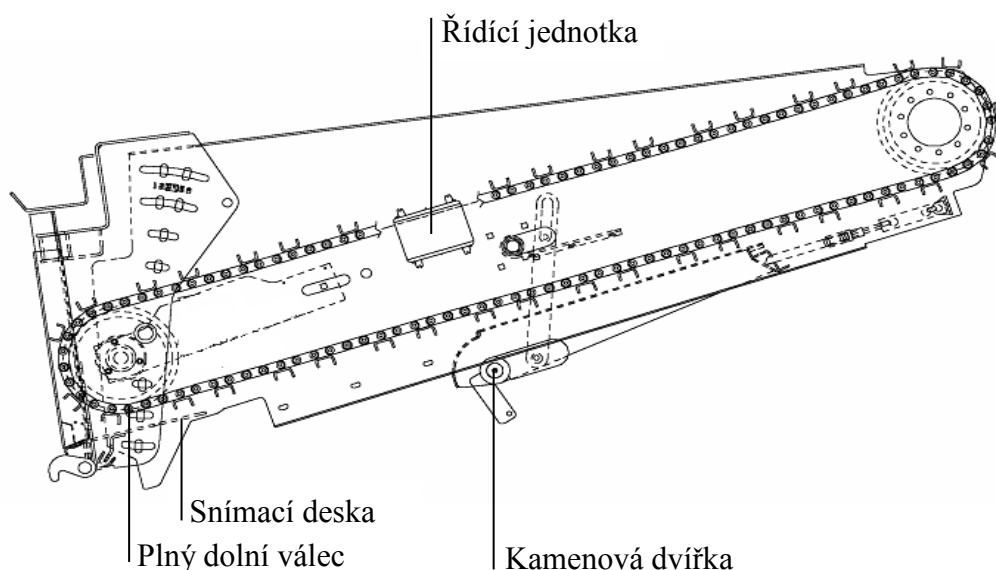 Řídící jednotka
Snímací deska
Plný dolní válec
Kamenová dvířka